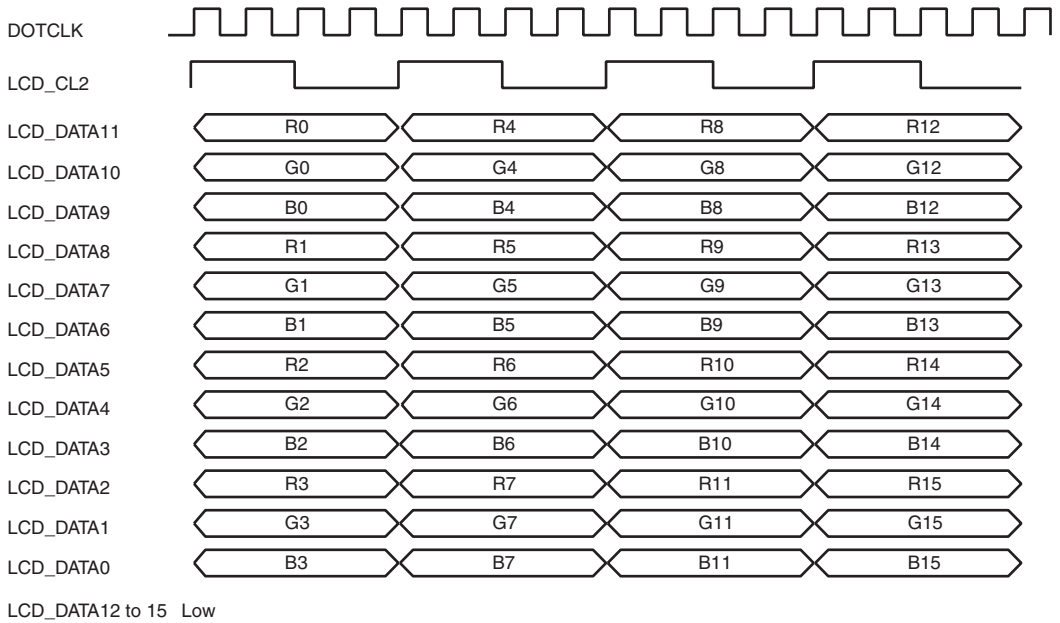 DOTCLK
LCD_CL2
LCD_DATA11 R0 R4 R8 R12
LCD_DATA10 G0 G4 G8 G12
LCD_DATA9 B0 B4 B8 B12
LCD_DATA8 R1 R5 R9 R13
LCD_DATA7 G1 G5 G9 G13
LCD_DATA6 B1 B5 B9 B13
LCD_DATA5 R2 R6 R10 R14
LCD_DATA4 G2 G6 G10 G14
LCD_DATA3 B2 B6 B10 B14
LCD_DATA2 R3 R7 R11 R15
LCD_DATA1 G3 G7 G11 G15
LCD_DATA0 B3 B7 B11 B15
LCD_DATA12 to 15 Low